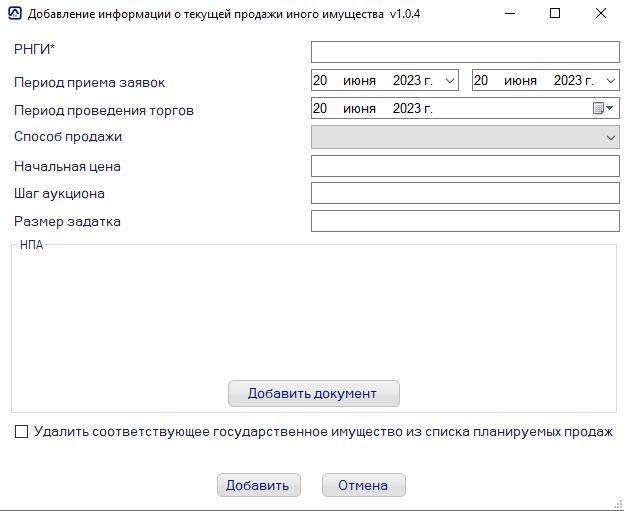 Добавление информации о текущей продажи иного имущества v1.0.4
РНГИ*
Период приема заявок 20 июня 2023 г. 20 июня 2023 г.
Период проведения торгов 20 июня 2023 г.
Способ продажи
Начальная цена
Шаг аукциона
Размер задатка
НПА
Добавить документ
Удалить соответствующее государственное имущество из списка планируемых продаж
Добавить Отмена